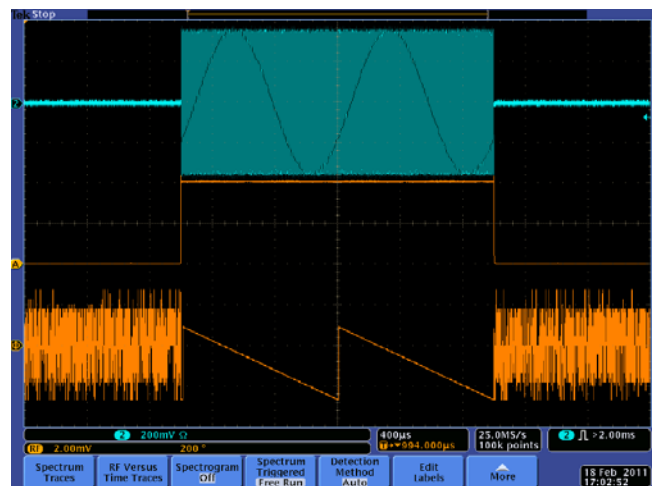 Tek Stop
2
A
Φ
2 200mV Ω
RF 2.00mV 200 °
400µs
994.000µs
25.0MS/s
100k points
2 >2.00ms
Spectrum Traces
RF Versus Time Traces
Spectrogram Off
Spectrum Triggered Free Run
Detection Method Auto
Edit Labels
More
18 Feb 2011
17:02:52